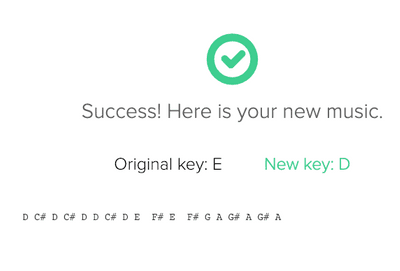 Success! Here is your new music.
Original key: E New key: D
D C# D C# D D C# D E F# E F# G A G# A G# A